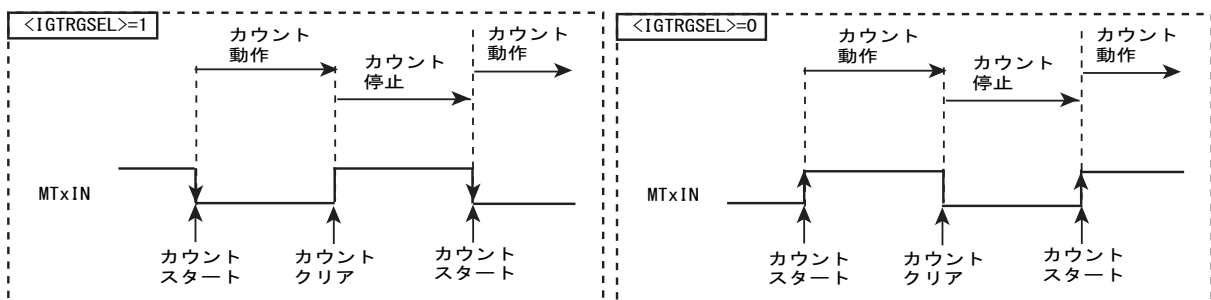 <IGTRGSEL>=1
カウント
動作
カウント
停止
カウント
動作
MTxIN
カウント
スタート
カウント
クリア
カウント
スタート
<IGTRGSEL>=0
カウント
動作
カウント
停止
カウント
動作
MTxIN
カウント
スタート
カウント
クリア
カウント
スタート